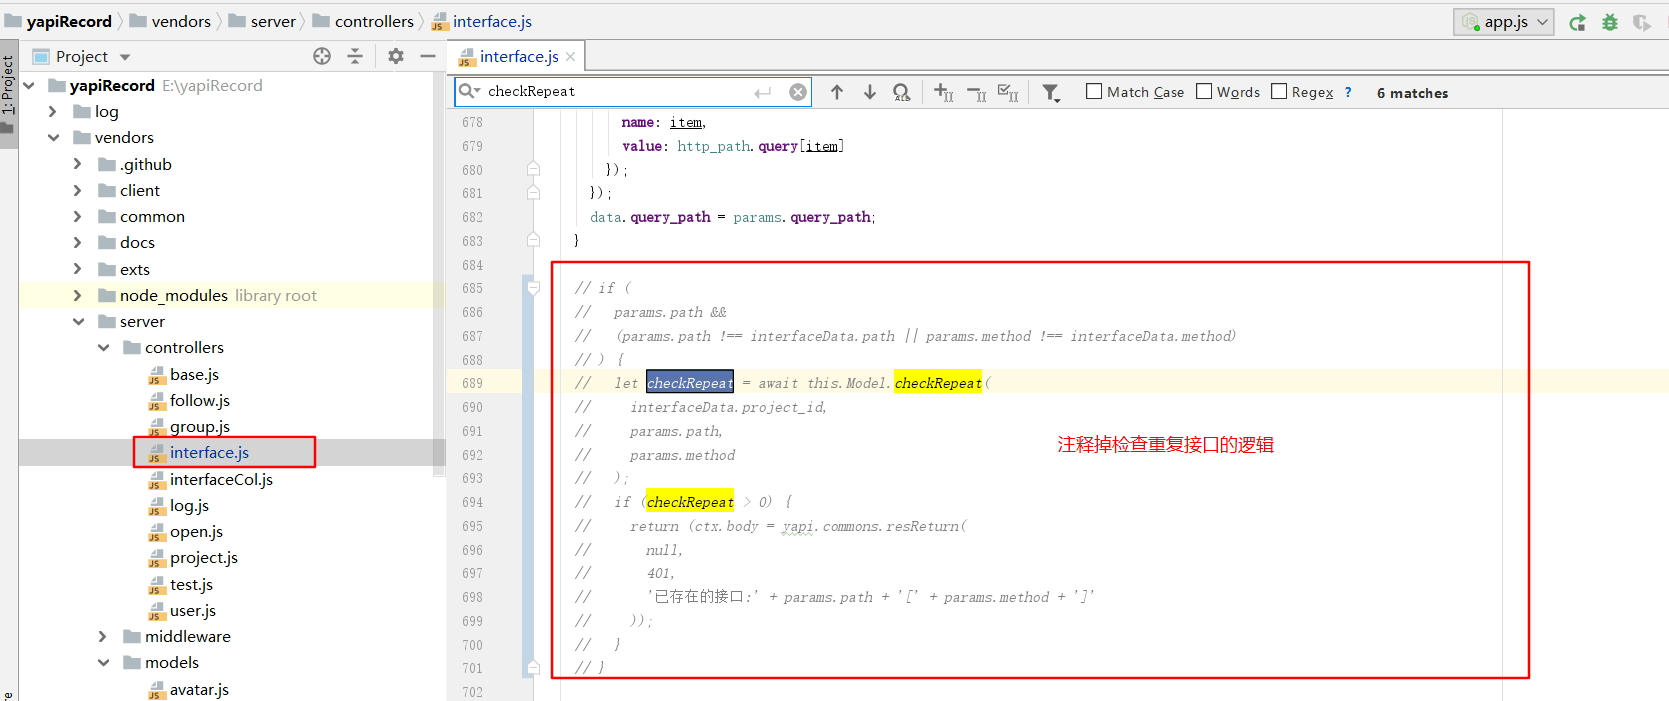 yapiRecord vendors server controllers interface.js
app.js
Project
interface.js
1: Project
checkRepeat
Match Case Words Regex ? 6 matches
yapiRecord E:\yapiRecord
log
vendors
.github
client
common
docs
exts
node_modules library root
server
controllers
base.js
follow.js
group.js
interface.js
interfaceCol.js
log.js
open.js
project.js
test.js
user.js
middleware
models
avatar.js
678 name: item,
679 value: http_path.query[item]
680 });
681 });
682 data.query_path = params.query_path;
683 }
684
685 // if (
686 // params.path &&
687 // (params.path !== interfaceData.path || params.method !== interfaceData.method)
688 // ) {
689 // let checkRepeat = await this.Model.checkRepeat(
690 // interfaceData.project_id,
691 // params.path,
692 // params.method
693 // );
694 // if (checkRepeat > 0) {
695 // return (ctx.body = yapi.commons.resReturn(
696 // null,
697 // 401,
698 // '已存在的接口:' + params.path + '[' + params.method + ']'
699 // ));
700 // }
701 // }
702
注释掉检查重复接口的逻辑